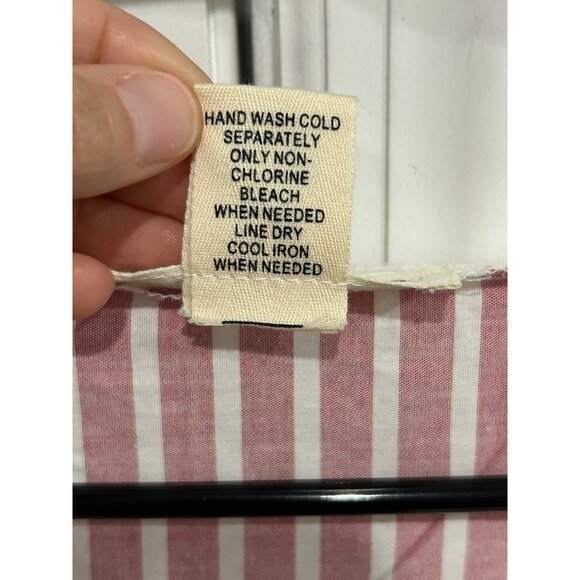 HAND WASH COLD
SEPARATELY
ONLY NON-
CHLORINE
BLEACH
WHEN NEEDED
LINE DRY
COOL IRON
WHEN NEEDED